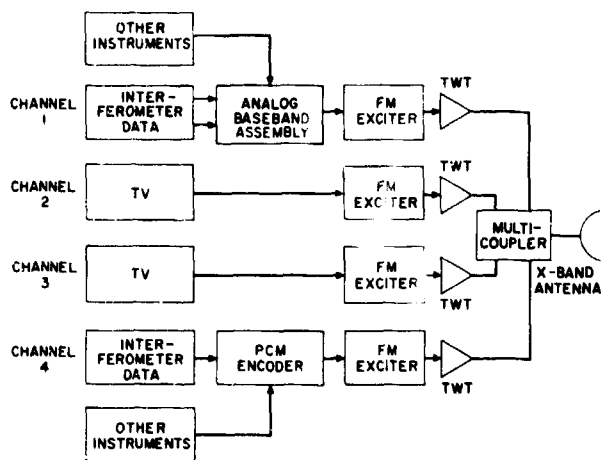 OTHER
INSTRUMENTS
CHANNEL
1
INTER-
FEROMETER
DATA
ANALOG
BASEBAND
ASSEMBLY
FM
EXCITER
TWT
CHANNEL
2
TV
FM
EXCITER
TWT
MULTI-
COUPLER
X-BAND
ANTENNA
CHANNEL
3
TV
FM
EXCITER
TWT
CHANNEL
4
INTER-
FEROMETER
DATA
PCM
ENCODER
FM
EXCITER
TWT
OTHER
INSTRUMENTS